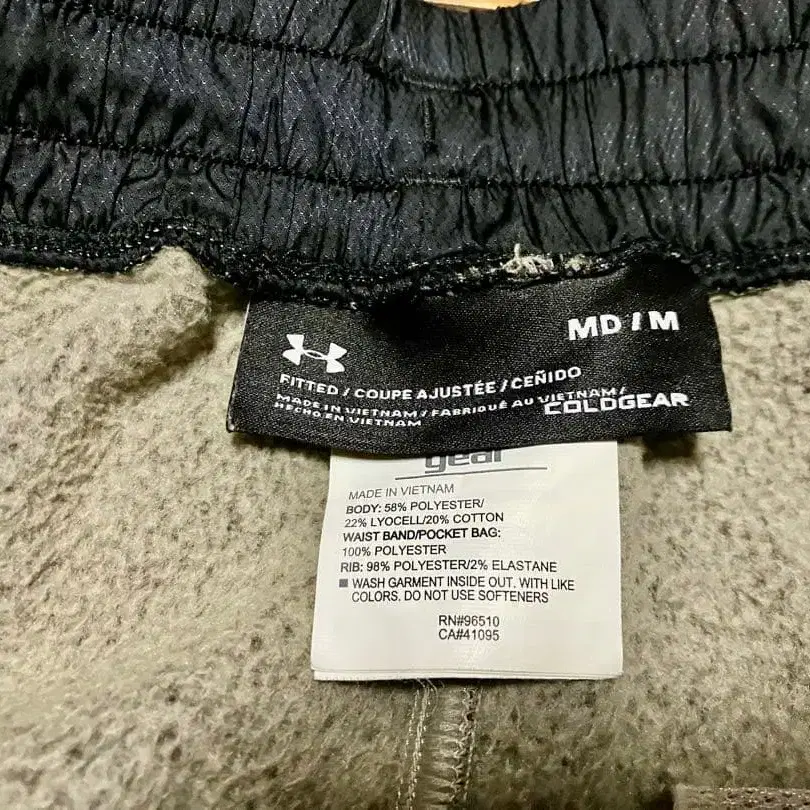 MD / M
FITTED / COUPE AJUSTÉE / CEÑIDO
MADE IN VIETNAM / FABRIQUÉ AU VIETNAM /
HECHO EN VIETNAM
COLDGEAR
gear
MADE IN VIETNAM
BODY: 58% POLYESTER/
22% LYOCELL/20% COTTON
WAIST BAND/POCKET BAG:
100% POLYESTER
RIB: 98% POLYESTER/2% ELASTANE
WASH GARMENT INSIDE OUT, WITH LIKE
COLORS. DO NOT USE SOFTENERS
RN#96510
CA#41095